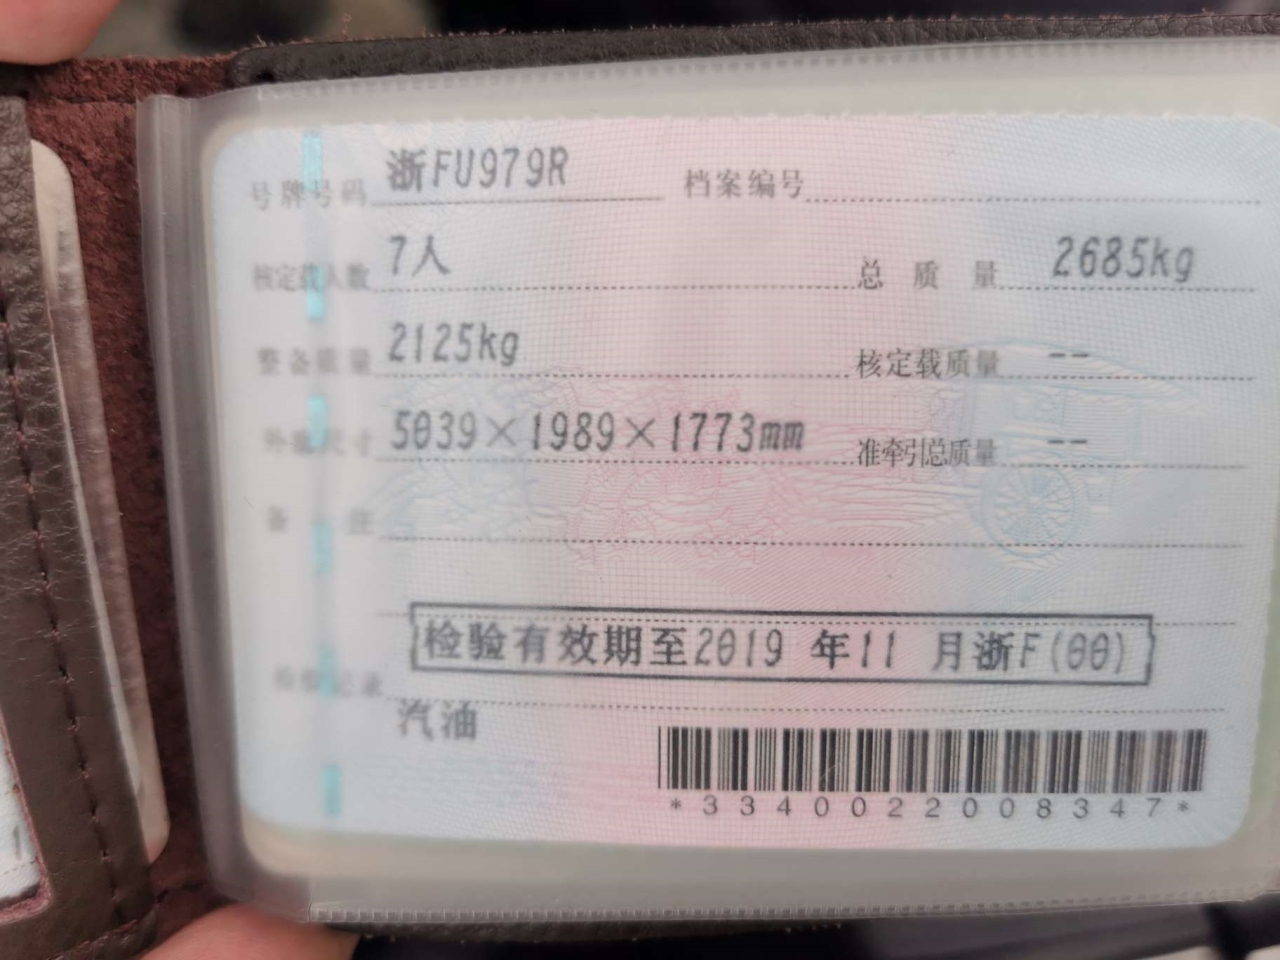 号牌号码 浙FU979R 档案编号
核定载人数 7人 总质量 2685kg
整备质量 2125kg 核定载质量 --
外廓尺寸 5039×1989×1773mm 准牵引总质量 --
备注
检验有效期至2019年11月浙F(00)
检验记录
汽油
*3340022008347*